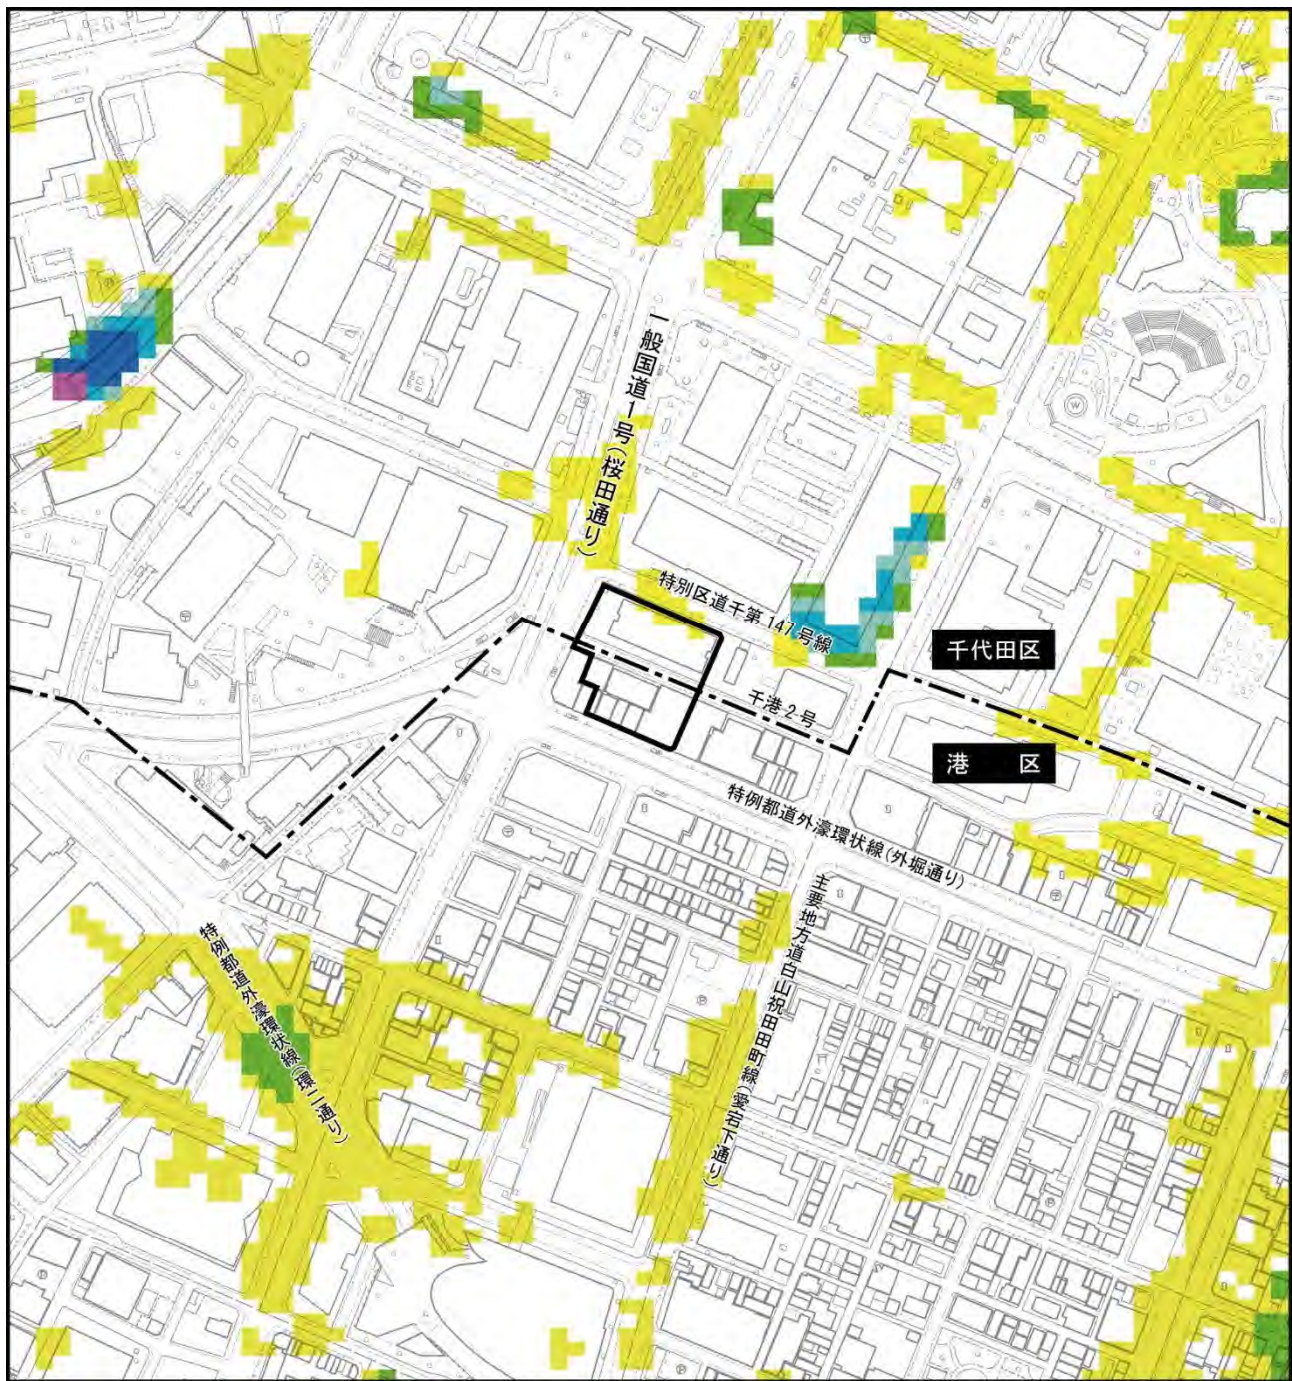 一般国道1号(桜田通り)
特別区道千第147号線
千代田区
千港2号
港 区
特例都道外濠環状線(外堀通り)
主要地方道白山祝田田町線(愛宕下通り)
特例都道外濠環状線(環二通り)
W